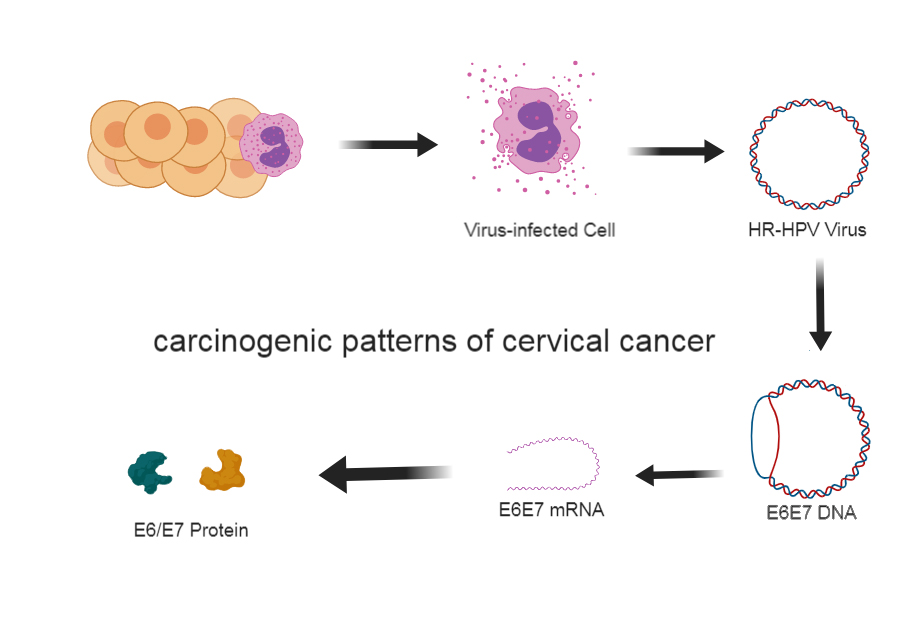 Virus-infected Cell
HR-HPV Virus
carcinogenic patterns of cervical cancer
E6/E7 Protein
E6E7 mRNA
E6E7 DNA